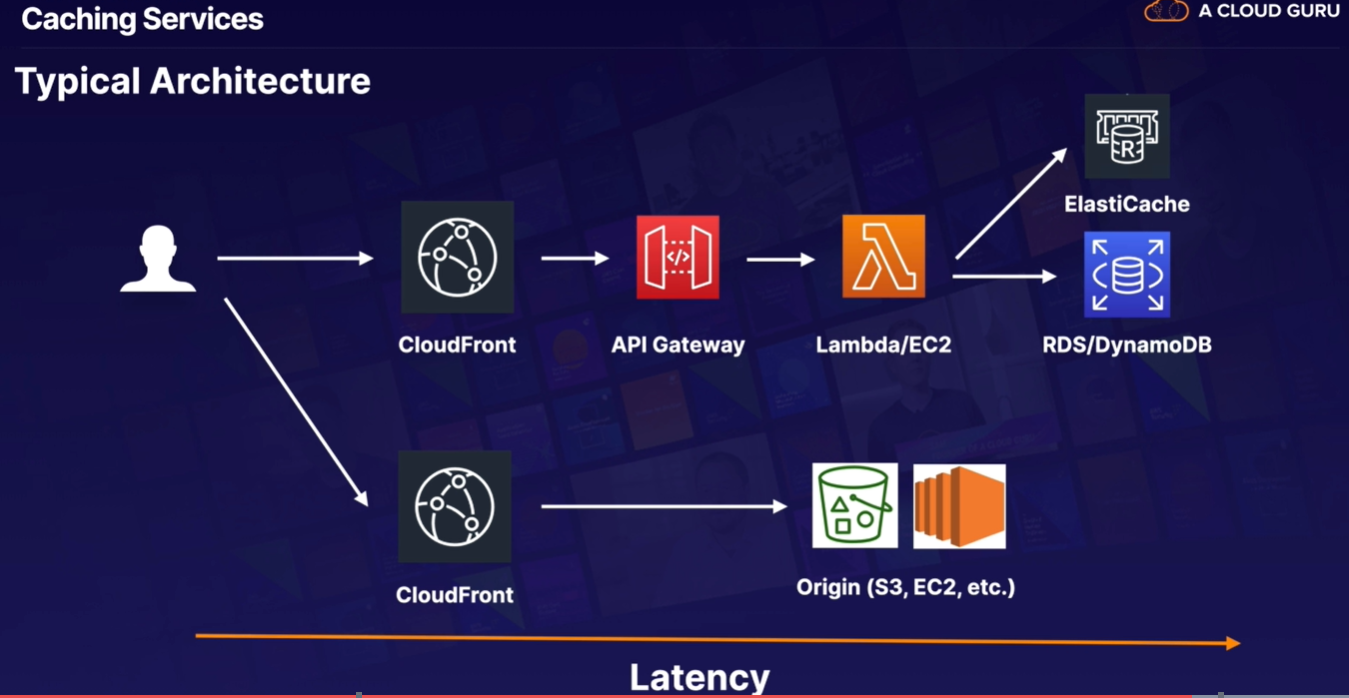 Caching Services
A CLOUD GURU
Typical Architecture
R
ElastiCache
</>
CloudFront
API Gateway
Lambda/EC2
RDS/DynamoDB
CloudFront
Origin (S3, EC2, etc.)
Latency